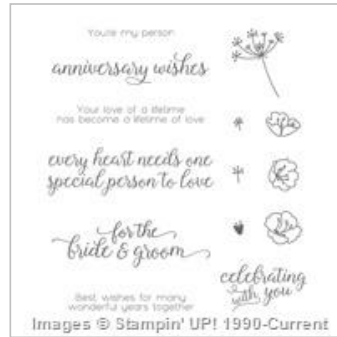 You're my person
anniversary wishes
Your love of a lifetime
has become a lifetime of love
every heart needs one
special person to love
for the
bride & groom
celebrating
with you
Best wishes for many
wonderful years together
Images © Stampin' UP! 1990-Current